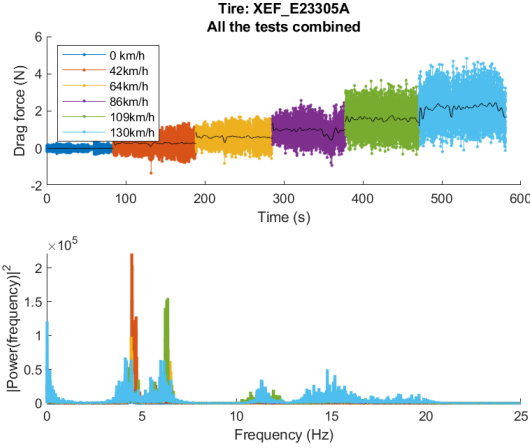 Tire: XEF_E23305A
All the tests combined
6
4
2
0
-2
Drag force (N)
0 km/h
42km/h
64km/h
86km/h
109km/h
130km/h
0 100 200 300 400 500 600
Time (s)
×10⁵
2
1.5
1
0.5
0
|Power(frequency)|²
0 5 10 15 20 25
Frequency (Hz)